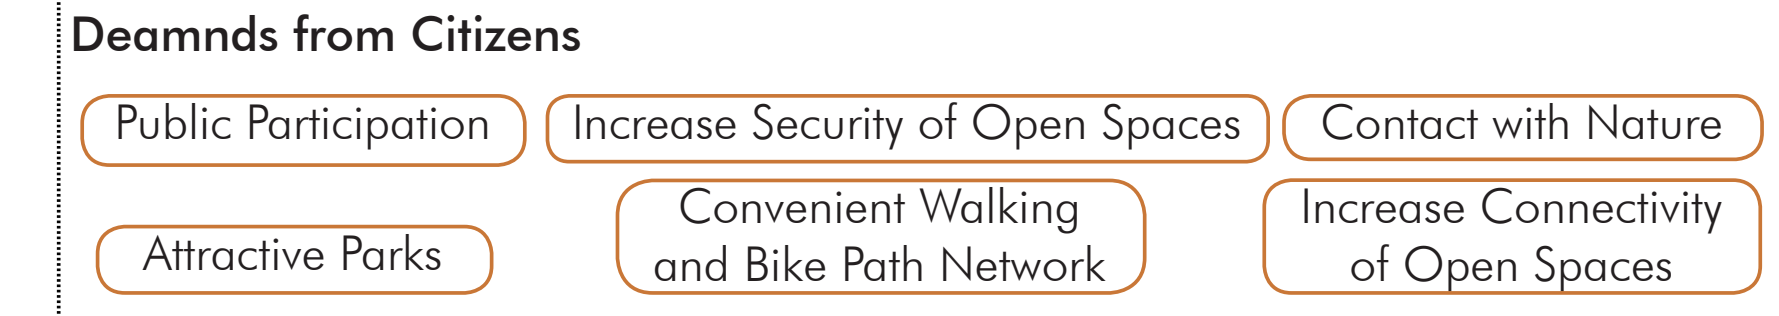 Deamnds from Citizens
Public Participation
Increase Security of Open Spaces
Contact with Nature
Attractive Parks
Convenient Walking
and Bike Path Network
Increase Connectivity
of Open Spaces